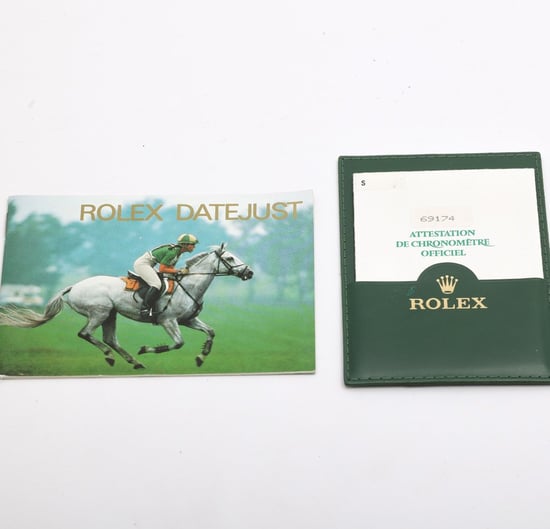 ROLEX DATEJUST
S
69174
ATTESTATION
DE CHRONOMÈTRE
OFFICIEL
ROLEX